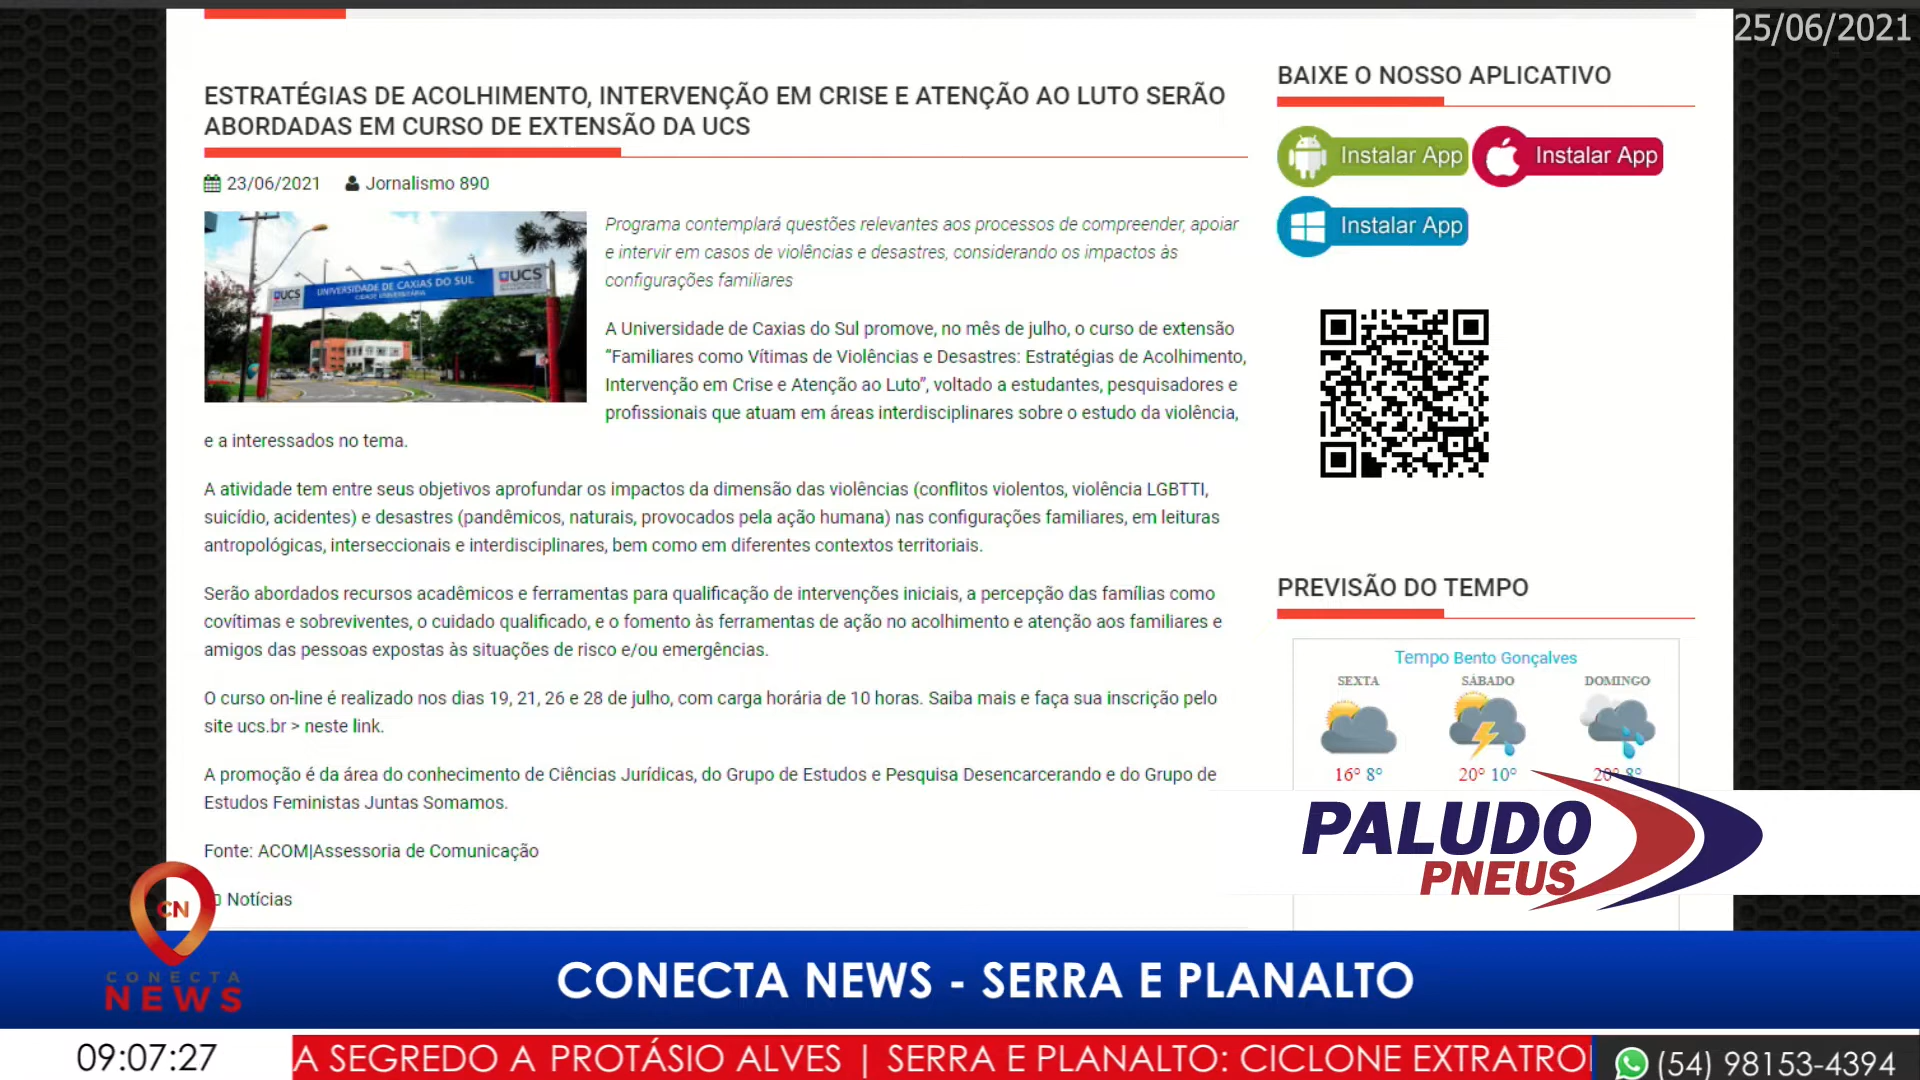 25/06/2021
ESTRATÉGIAS DE ACOLHIMENTO, INTERVENÇÃO EM CRISE E ATENÇÃO AO LUTO SERÃO
ABORDADAS EM CURSO DE EXTENSÃO DA UCS
23/06/2021 Jornalismo 890
UCS UNIVERSIDADE DE CAXIAS DO SUL UCS
CIDADE UNIVERSITÁRIA
Programa contemplará questões relevantes aos processos de compreender, apoiar
e intervir em casos de violências e desastres, considerando os impactos às
configurações familiares
A Universidade de Caxias do Sul promove, no mês de julho, o curso de extensão
“Familiares como Vítimas de Violências e Desastres: Estratégias de Acolhimento,
Intervenção em Crise e Atenção ao Luto”, voltado a estudantes, pesquisadores e
profissionais que atuam em áreas interdisciplinares sobre o estudo da violência,
e a interessados no tema.
A atividade tem entre seus objetivos aprofundar os impactos da dimensão das violências (conflitos violentos, violência LGBTTI,
suicídio, acidentes) e desastres (pandêmicos, naturais, provocados pela ação humana) nas configurações familiares, em leituras
antropológicas, interseccionais e interdisciplinares, bem como em diferentes contextos territoriais.
Serão abordados recursos acadêmicos e ferramentas para qualificação de intervenções iniciais, a percepção das famílias como
covítimas e sobreviventes, o cuidado qualificado, e o fomento às ferramentas de ação no acolhimento e atenção aos familiares e
amigos das pessoas expostas às situações de risco e/ou emergências.
O curso on-line é realizado nos dias 19, 21, 26 e 28 de julho, com carga horária de 10 horas. Saiba mais e faça sua inscrição pelo
site ucs.br > neste link.
A promoção é da área do conhecimento de Ciências Jurídicas, do Grupo de Estudos e Pesquisa Desencarcerando e do Grupo de
Estudos Feministas Juntas Somamos.
Fonte: ACOM|Assessoria de Comunicação
Notícias
BAIXE O NOSSO APLICATIVO
Instalar App Instalar App
Instalar App
PREVISÃO DO TEMPO
Tempo Bento Gonçalves
SEXTA SÁBADO DOMINGO
16° 8° 20° 10° 20° 8°
PALUDO
PNEUS
CN
CONECTA
NEWS
CONECTA NEWS - SERRA E PLANALTO
09:07:27
A SEGREDO A PROTÁSIO ALVES | SERRA E PLANALTO: CICLONE EXTRATRO
(54) 98153-4394